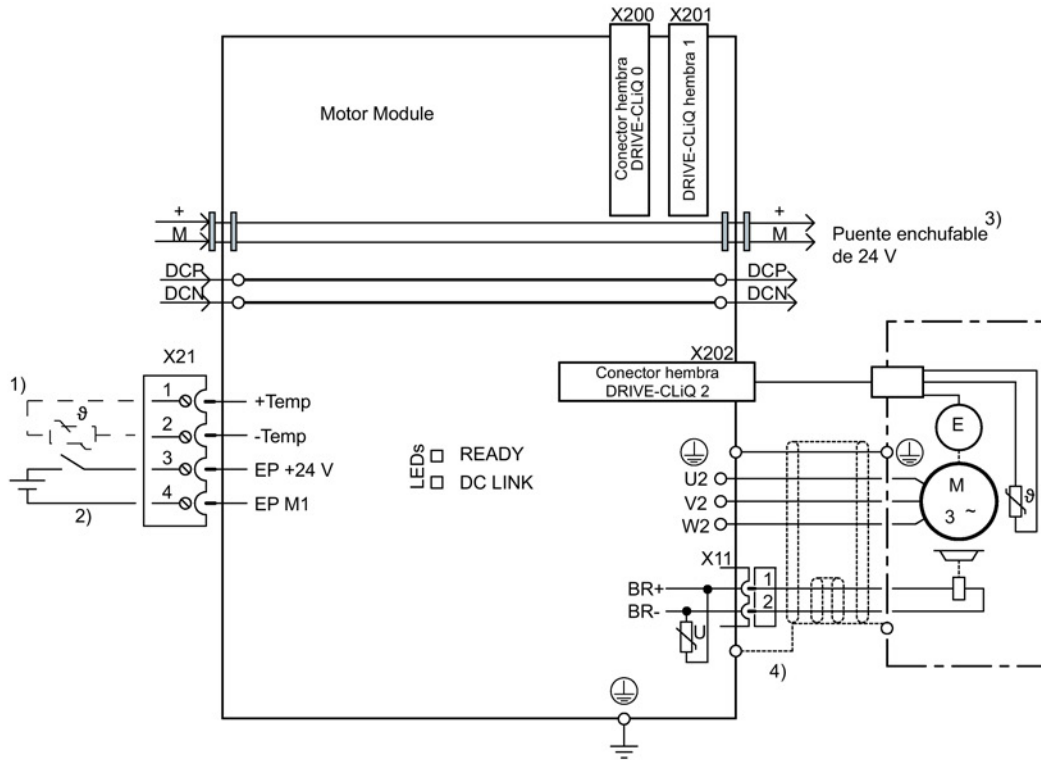 X200 X201
Conector hembra
DRIVE-CLiQ 0
DRIVE-CLiQ hembra 1
Motor Module
+ +
M M
Puente enchufable 3)
de 24 V
DCP DCP
DCN DCN
X21
X202
Conector hembra
DRIVE-CLiQ 2
1)
1 +Temp
ϑ
2 -Temp
3 EP +24 V
4 EP M1
2)
LEDs
READY
DC LINK
E
U2
V2
W2
M
3 ~
ϑ
X11
BR+ 1
BR- 2
U
4)